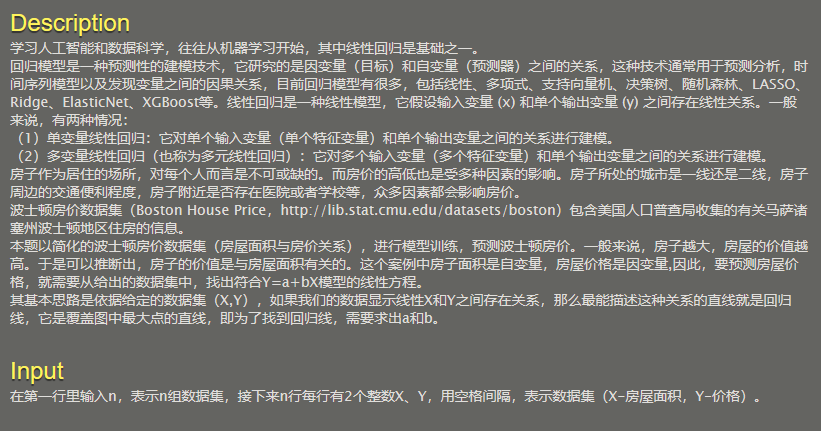 Description
学习人工智能和数据科学，往往从机器学习开始，其中线性回归是基础之一。
回归模型是一种预测性的建模技术，它研究的是因变量（目标）和自变量（预测器）之间的关系，这种技术通常用于预测分析，时
间序列模型以及发现变量之间的因果关系，目前回归模型有很多，包括线性、多项式、支持向量机、决策树、随机森林、LASSO、
Ridge、ElasticNet、XGBoost等。线性回归是一种线性模型，它假设输入变量 (x) 和单个输出变量 (y) 之间存在线性关系。一般
来说，有两种情况：
（1）单变量线性回归：它对单个输入变量（单个特征变量）和单个输出变量之间的关系进行建模。
（2）多变量线性回归（也称为多元线性回归）：它对多个输入变量（多个特征变量）和单个输出变量之间的关系进行建模。
房子作为居住的场所，对每个人而言是不可或缺的。而房价的高低也是受多种因素的影响。房子所处的城市是一线还是二线，房子
周边的交通便利程度，房子附近是否存在医院或者学校等，众多因素都会影响房价。
波士顿房价数据集（Boston House Price，http://lib.stat.cmu.edu/datasets/boston）包含美国人口普查局收集的有关马萨诸
塞州波士顿地区住房的信息。
本题以简化的波士顿房价数据集（房屋面积与房价关系），进行模型训练，预测波士顿房价。一般来说，房子越大，房屋的价值越
高。于是可以推断出，房子的价值是与房屋面积有关的。这个案例中房子面积是自变量，房屋价格是因变量,因此，要预测房屋价
格，就需要从给出的数据集中，找出符合Y=a+bX模型的线性方程。
其基本思路是依据给定的数据集（X,Y），如果我们的数据显示线性X和Y之间存在关系，那么最能描述这种关系的直线就是回归
线，它是覆盖图中最大点的直线，即为了找到回归线，需要求出a和b。
Input
在第一行里输入n，表示n组数据集，接下来n行每行有2个整数X、Y，用空格间隔，表示数据集（X-房屋面积，Y-价格）。